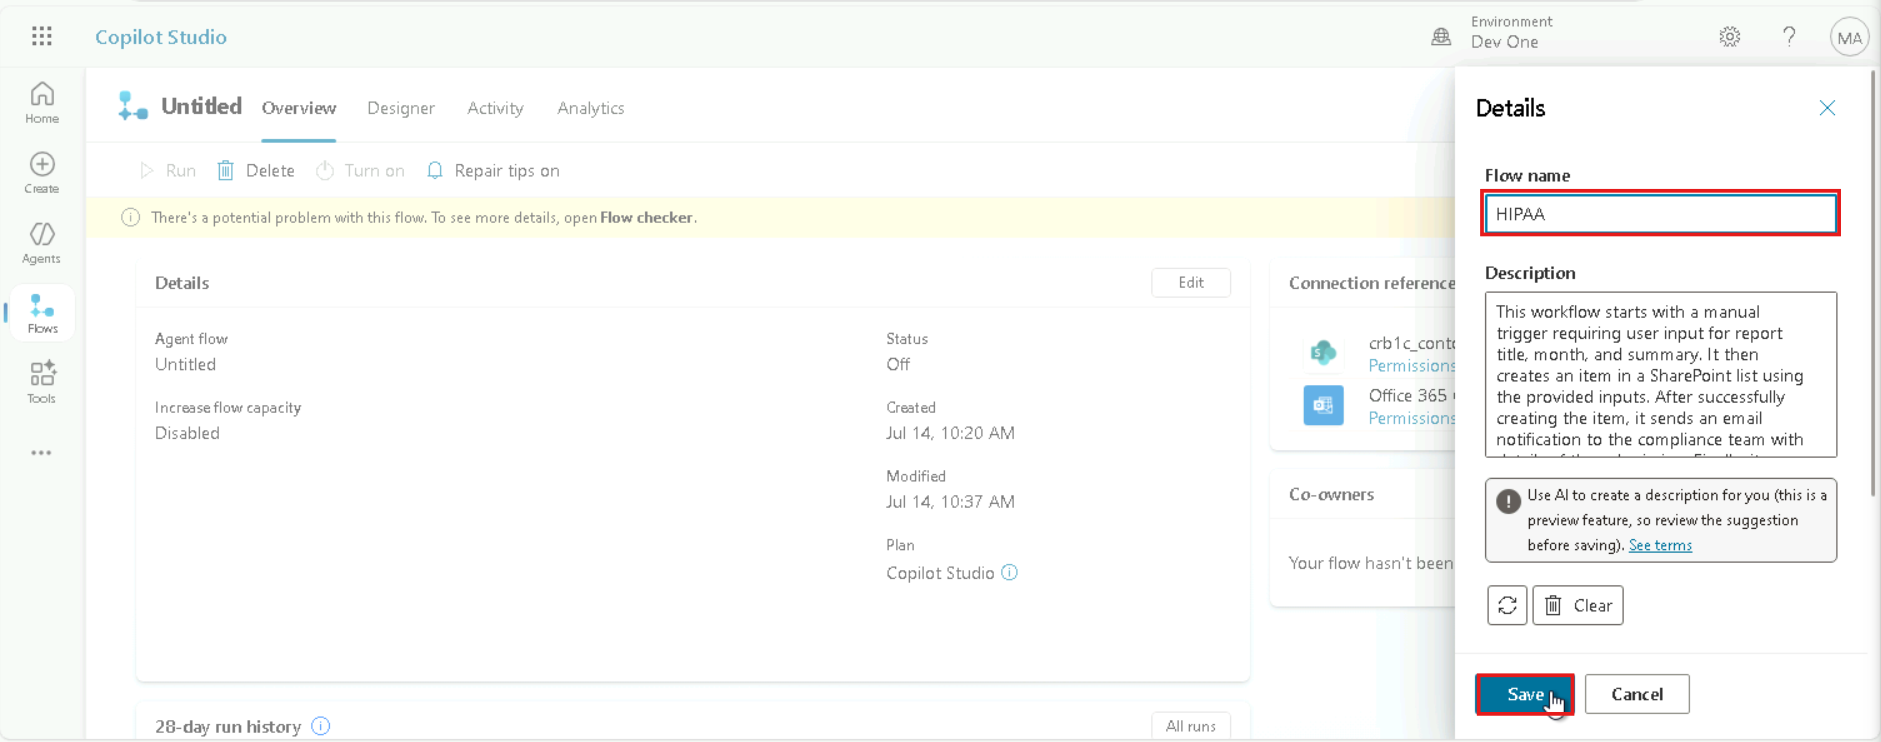 Copilot Studio
Environment
Dev One
MA
Home
Create
Agents
Flows
Tools
Untitled
Overview
Designer
Activity
Analytics
Run
Delete
Turn on
Repair tips on
There's a potential problem with this flow. To see more details, open Flow checker.
Details
Edit
Agent flow
Untitled
Increase flow capacity
Disabled
Status
Off
Created
Jul 14, 10:20 AM
Modified
Jul 14, 10:37 AM
Plan
Copilot Studio
28-day run history
All runs
Connection reference
crb1c_conto
Permissions
Office 365
Permissions
Co-owners
Your flow hasn't been
Details
Flow name
HIPAA
Description
This workflow starts with a manual
trigger requiring user input for report
title, month, and summary. It then
creates an item in a SharePoint list using
the provided inputs. After successfully
creating the item, it sends an email
notification to the compliance team with
Use AI to create a description for you (this is a
preview feature, so review the suggestion
before saving). See terms
Clear
Save
Cancel